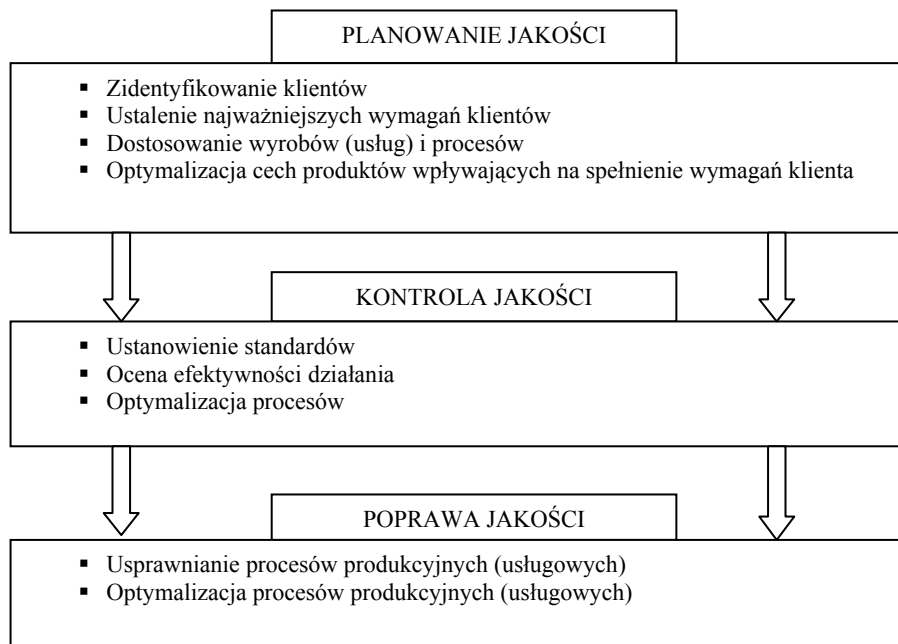 PLANOWANIE JAKOŚCI
▪ Zidentyfikowanie klientów
▪ Ustalenie najważniejszych wymagań klientów
▪ Dostosowanie wyrobów (usług) i procesów
▪ Optymalizacja cech produktów wpływających na spełnienie wymagań klienta
KONTROLA JAKOŚCI
▪ Ustanowienie standardów
▪ Ocena efektywności działania
▪ Optymalizacja procesów
POPRAWA JAKOŚCI
▪ Usprawnianie procesów produkcyjnych (usługowych)
▪ Optymalizacja procesów produkcyjnych (usługowych)